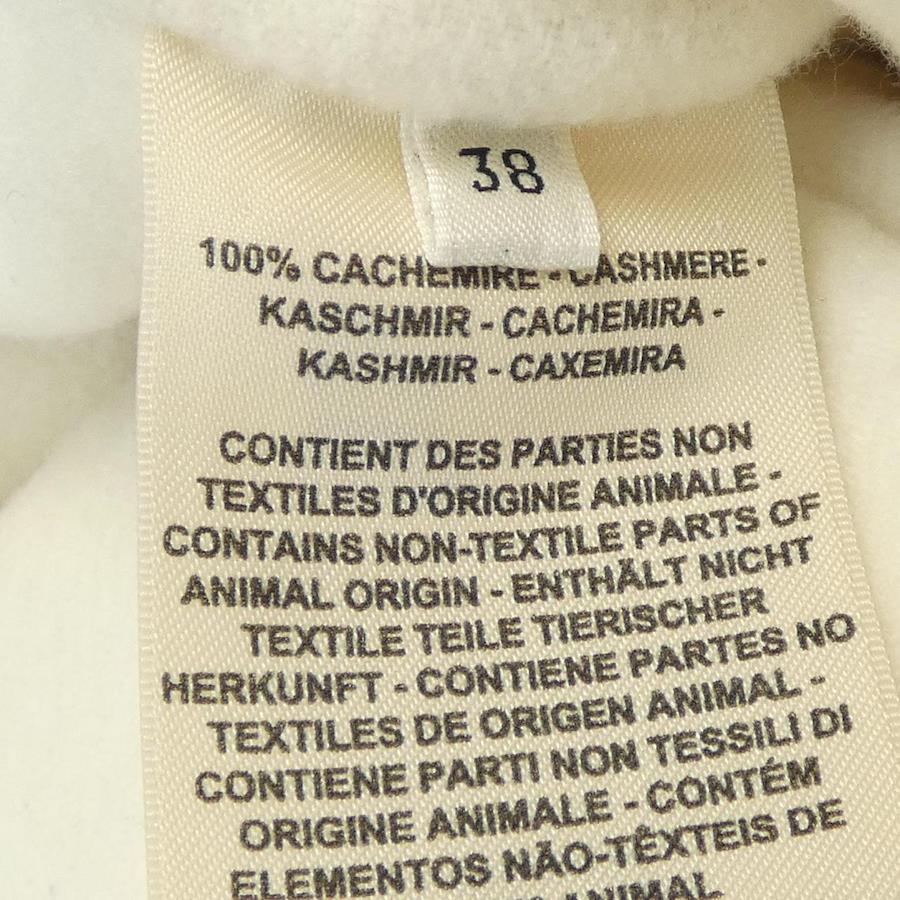 38
100% CACHEMIRE - CASHMERE -
KASCHMIR - CACHEMIRA -
KASHMIR - CAXEMIRA
CONTIENT DES PARTIES NON
TEXTILES D'ORIGINE ANIMALE -
CONTAINS NON-TEXTILE PARTS OF
ANIMAL ORIGIN - ENTHÄLT NICHT
TEXTILE TEILE TIERISCHER
HERKUNFT - CONTIENE PARTES NO
TEXTILES DE ORIGEN ANIMAL -
CONTIENE PARTI NON TESSILI DI
ORIGINE ANIMALE - CONTÉM
ELEMENTOS NÃO-TÊXTEIS DE
ANIMAL